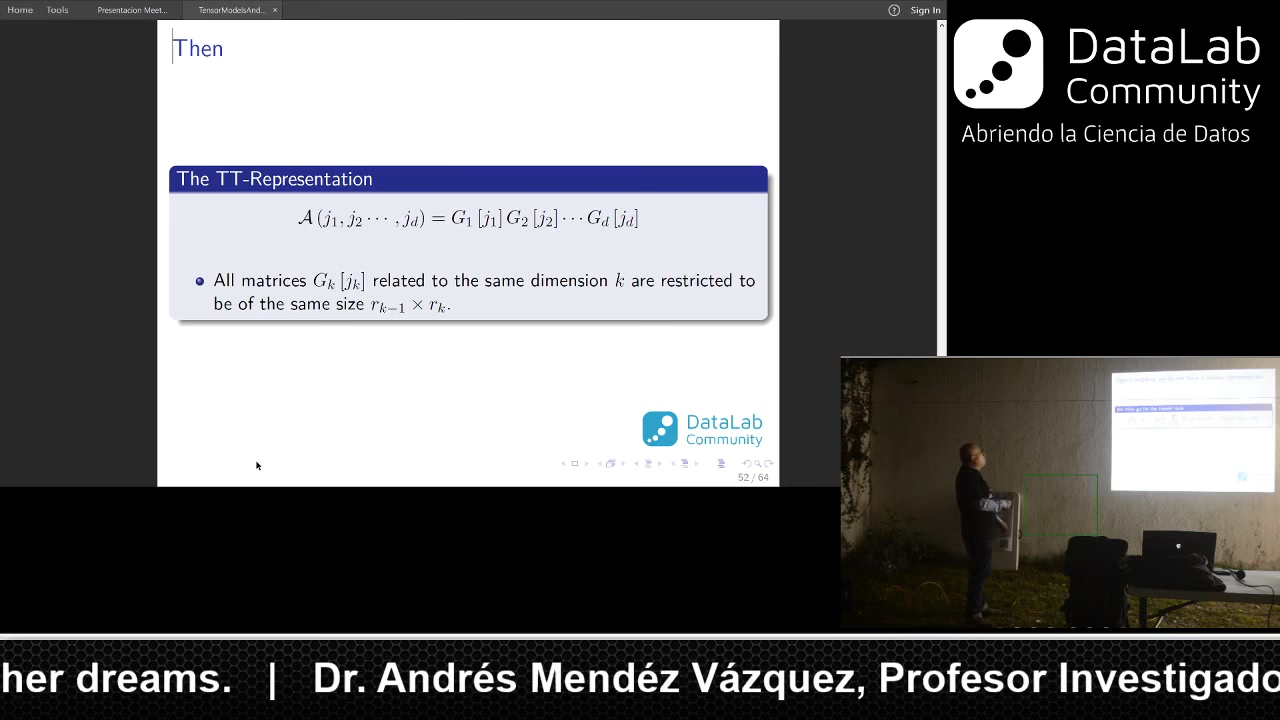 Home Tools Presentacion Meet... TensorModelsAnd... × ? Sign In
Then
The TT-Representation
𝒜 (j₁, j₂ ⋯ , j_d) = G₁ [j₁] G₂ [j₂] ⋯ G_d [j_d]
All matrices G_k [j_k] related to the same dimension k are restricted to
be of the same size r_{k−1} × r_k.
DataLab
Community
52 / 64
DataLab
Community
Abriendo la Ciencia de Datos
her dreams. | Dr. Andrés Mendéz Vázquez, Profesor Investigado